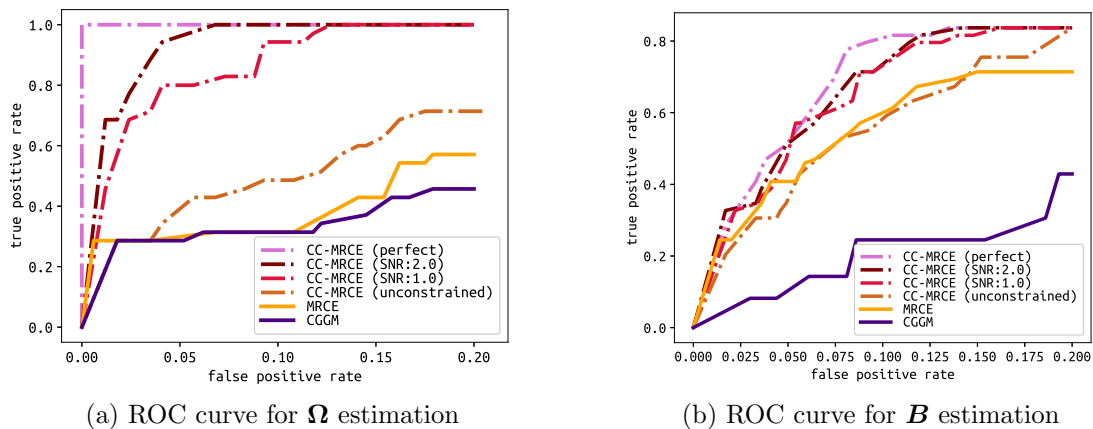 1.0
0.8
0.6
0.4
0.2
0.0
true positive rate
0.00 0.05 0.10 0.15 0.20
false positive rate
CC-MRCE (perfect)
CC-MRCE (SNR:2.0)
CC-MRCE (SNR:1.0)
CC-MRCE (unconstrained)
MRCE
CGGM
(a) ROC curve for Ω estimation
0.8
0.6
0.4
0.2
0.0
true positive rate
0.000 0.025 0.050 0.075 0.100 0.125 0.150 0.175 0.200
false positive rate
CC-MRCE (perfect)
CC-MRCE (SNR:2.0)
CC-MRCE (SNR:1.0)
CC-MRCE (unconstrained)
MRCE
CGGM
(b) ROC curve for B estimation